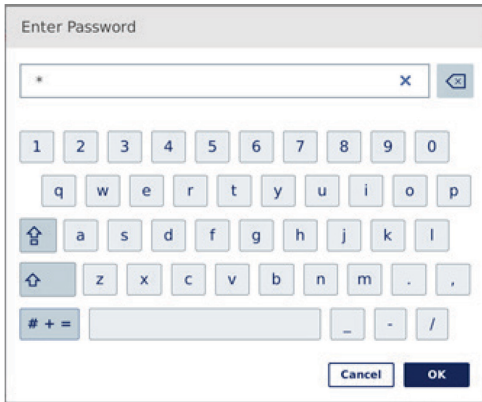 Enter Password
*
1 2 3 4 5 6 7 8 9 0
q w e r t y u i o p
a s d f g h j k l
z x c v b n m . ,
# + = _ - /
Cancel OK